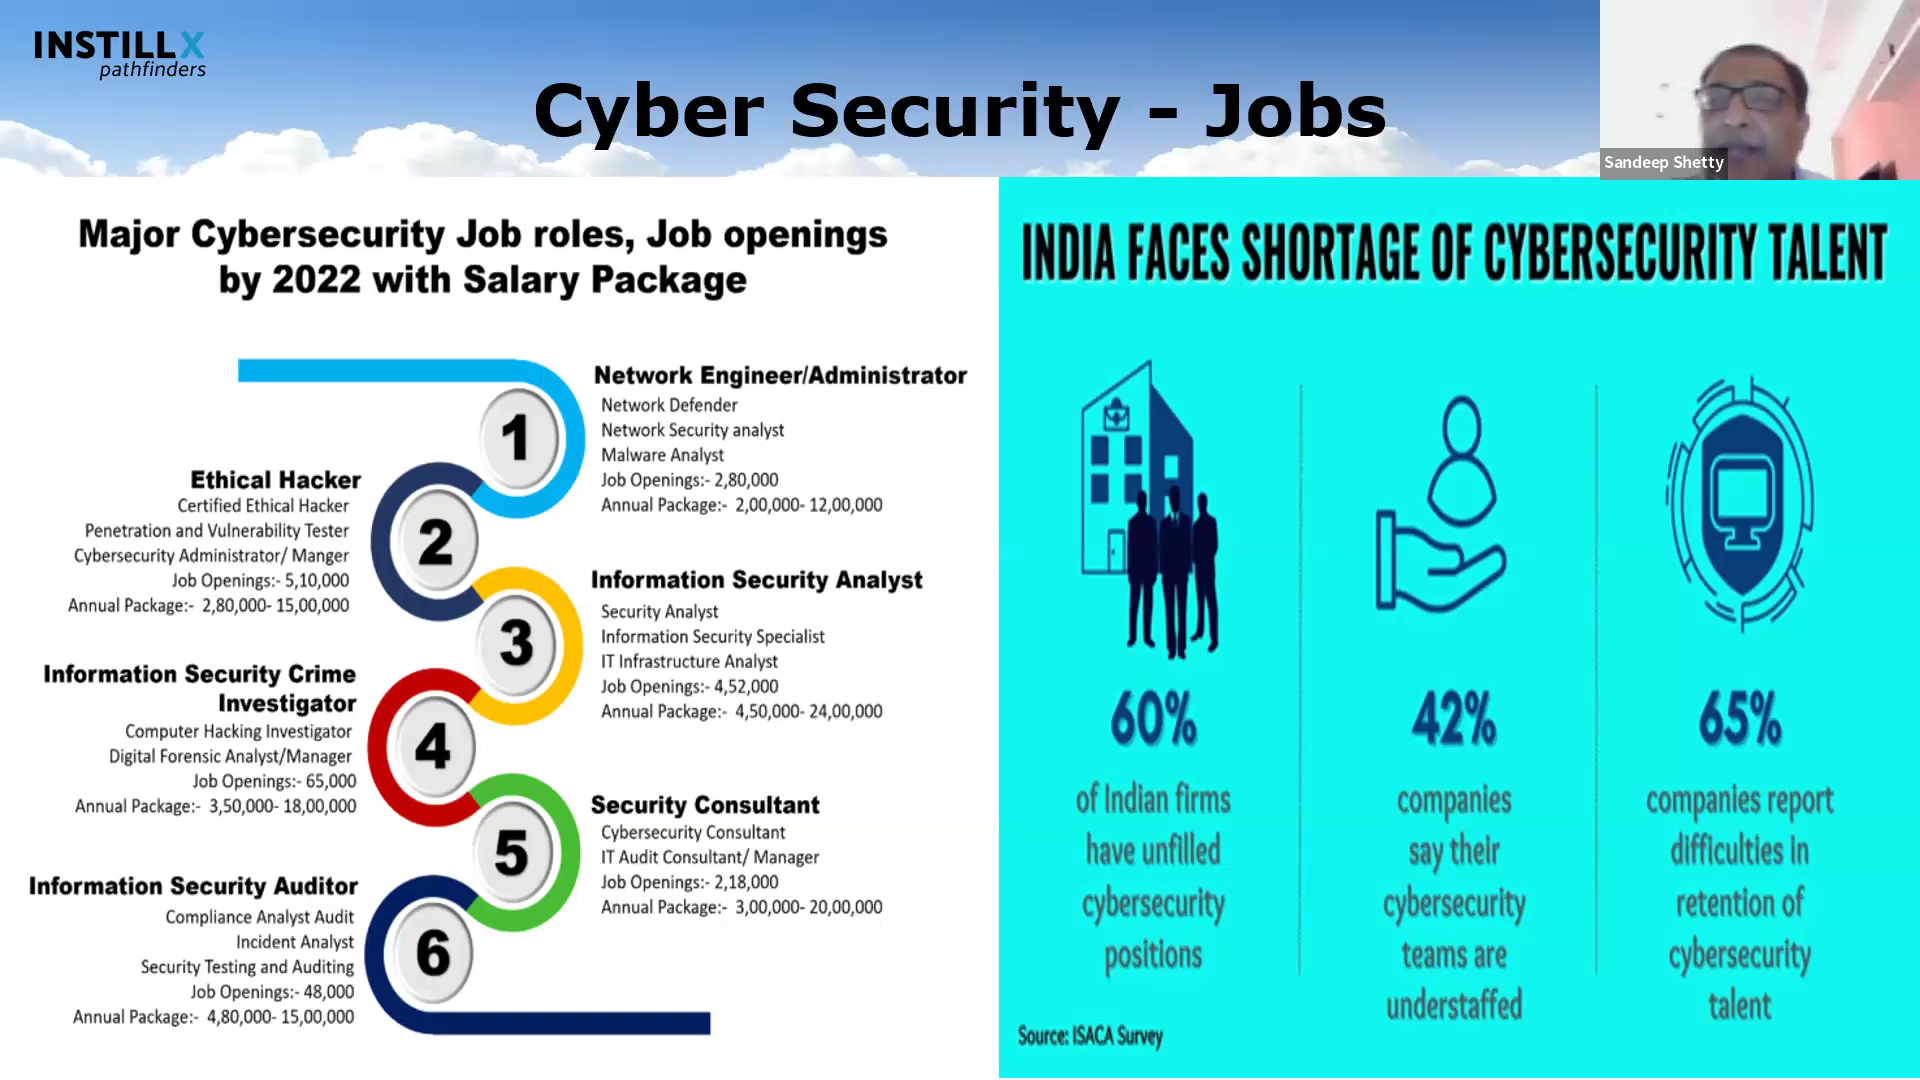 INSTILLX
pathfinders
Cyber Security - Jobs
Sandeep Shetty
Major Cybersecurity Job roles, Job openings
by 2022 with Salary Package
1
Network Engineer/Administrator
Network Defender
Network Security analyst
Malware Analyst
Job Openings:- 2,80,000
Annual Package:- 2,00,000- 12,00,000
2
Ethical Hacker
Certified Ethical Hacker
Penetration and Vulnerability Tester
Cybersecurity Administrator/ Manger
Job Openings:- 5,10,000
Annual Package:- 2,80,000- 15,00,000
3
Information Security Analyst
Security Analyst
Information Security Specialist
IT Infrastructure Analyst
Job Openings:- 4,52,000
Annual Package:- 4,50,000- 24,00,000
4
Information Security Crime
Investigator
Computer Hacking Investigator
Digital Forensic Analyst/Manager
Job Openings:- 65,000
Annual Package:- 3,50,000- 18,00,000
5
Security Consultant
Cybersecurity Consultant
IT Audit Consultant/ Manager
Job Openings:- 2,18,000
Annual Package:- 3,00,000- 20,00,000
6
Information Security Auditor
Compliance Analyst Audit
Incident Analyst
Security Testing and Auditing
Job Openings:- 48,000
Annual Package:- 4,80,000- 15,00,000
INDIA FACES SHORTAGE OF CYBERSECURITY TALENT
60%
of Indian firms
have unfilled
cybersecurity
positions
42%
companies
say their
cybersecurity
teams are
understaffed
65%
companies report
difficulties in
retention of
cybersecurity
talent
Source: ISACA Survey